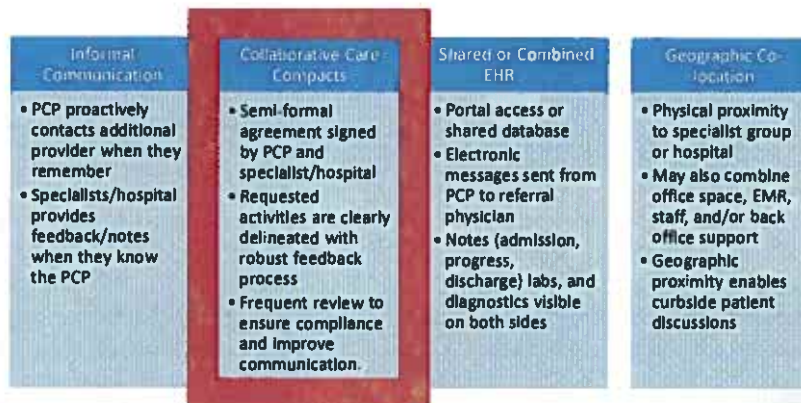 Informal
Communication
• PCP proactively
contacts additional
provider when they
remember
• Specialists/hospital
provides
feedback/notes
when they know
the PCP
Collaborative Care
Compacts
• Semi-formal
agreement signed
by PCP and
specialist/hospital
• Requested
activities are clearly
delineated with
robust feedback
process
• Frequent review to
ensure compliance
and improve
communication.
Shared or Combined
EHR
• Portal access or
shared database
• Electronic
messages sent from
PCP to referral
physician
• Notes (admission,
progress,
discharge) labs, and
diagnostics visible
on both sides
Geographic Co-
location
• Physical proximity
to specialist group
or hospital
• May also combine
office space, EMR,
staff, and/or back
office support
• Geographic
proximity enables
curbside patient
discussions